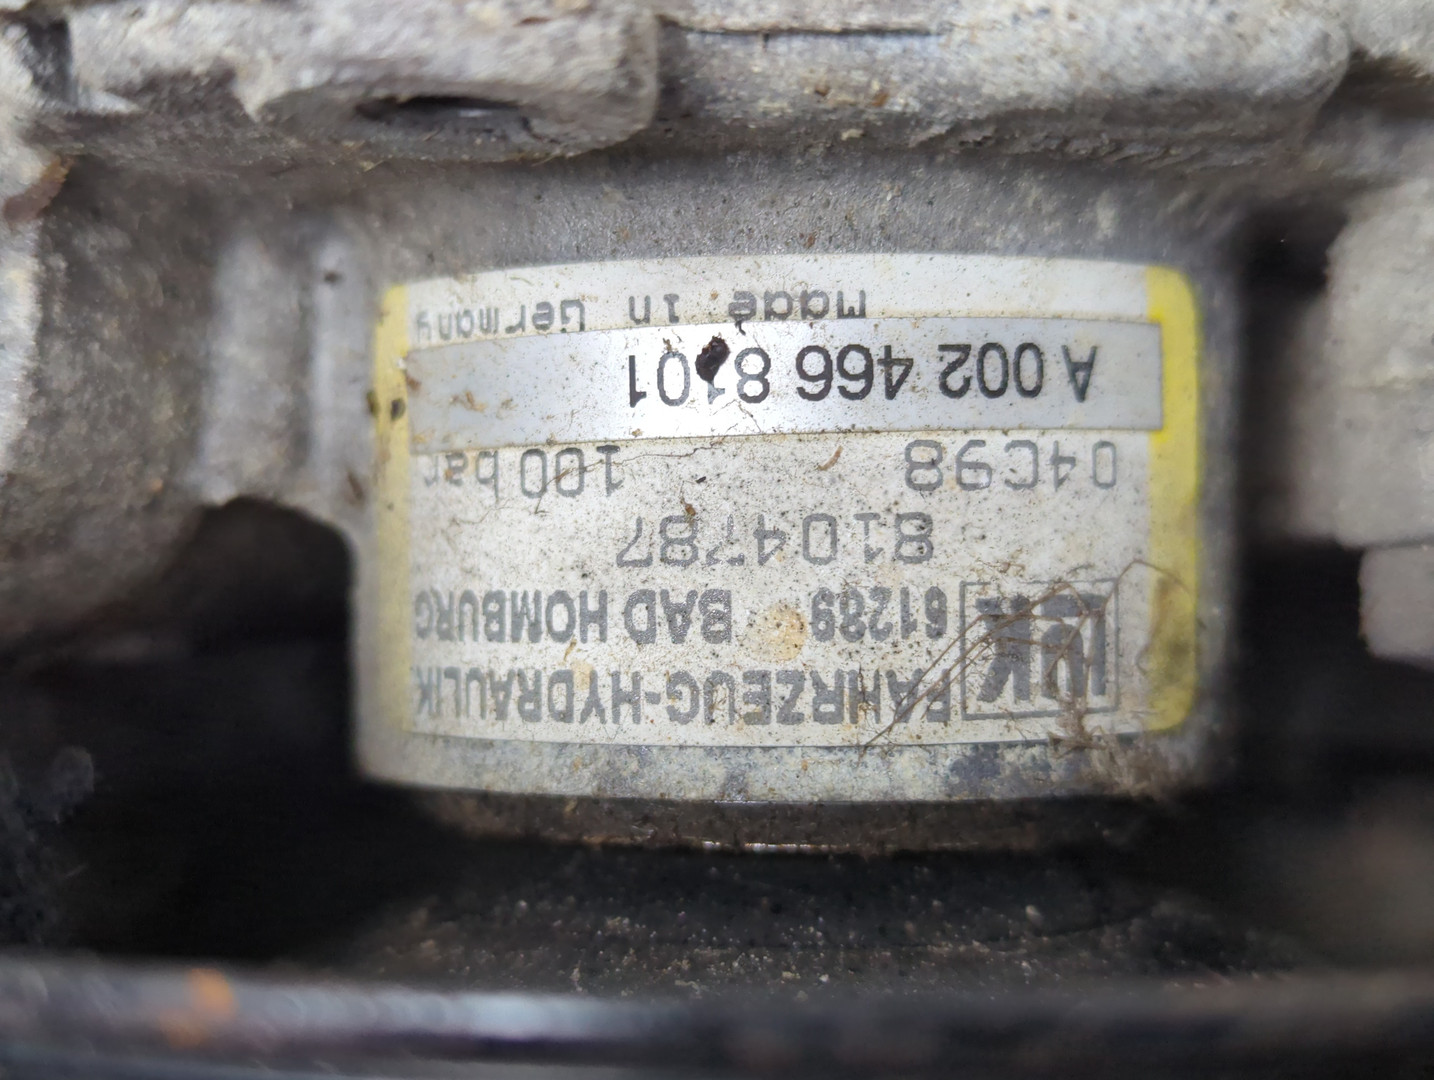 LUK FAHRZEUG-HYDRAULIK
61289 BAD HOMBURG
8104787
04C98 100 bar
A 002 466 8101
made in Germany